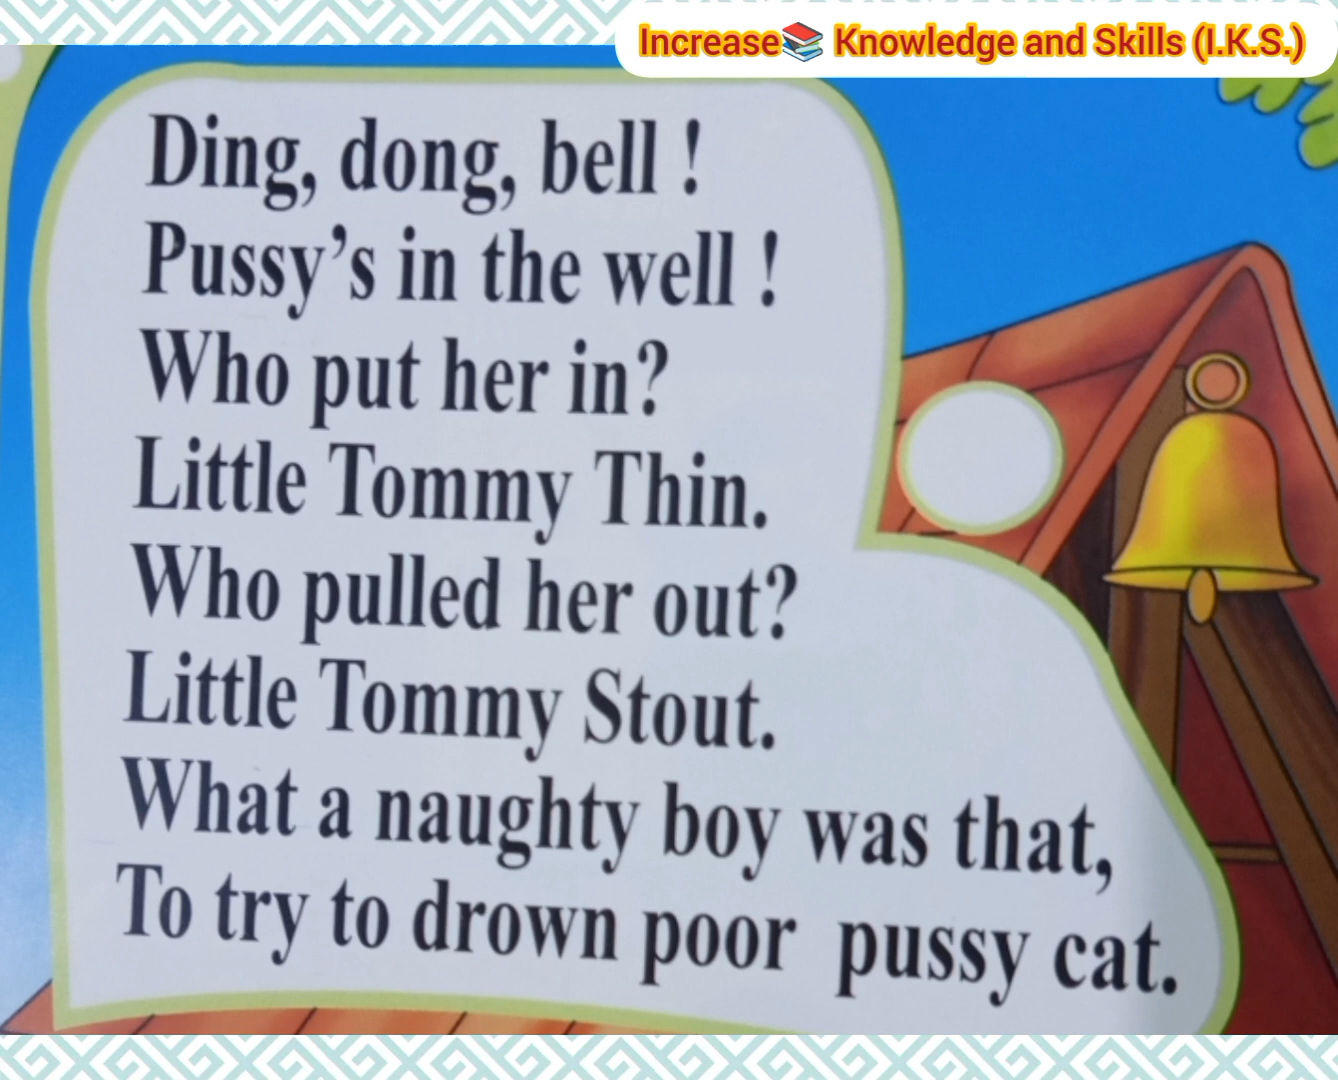 Increase📚 Knowledge and Skills (I.K.S.)
Ding, dong, bell !
Pussy’s in the well !
Who put her in?
Little Tommy Thin.
Who pulled her out?
Little Tommy Stout.
What a naughty boy was that,
To try to drown poor pussy cat.